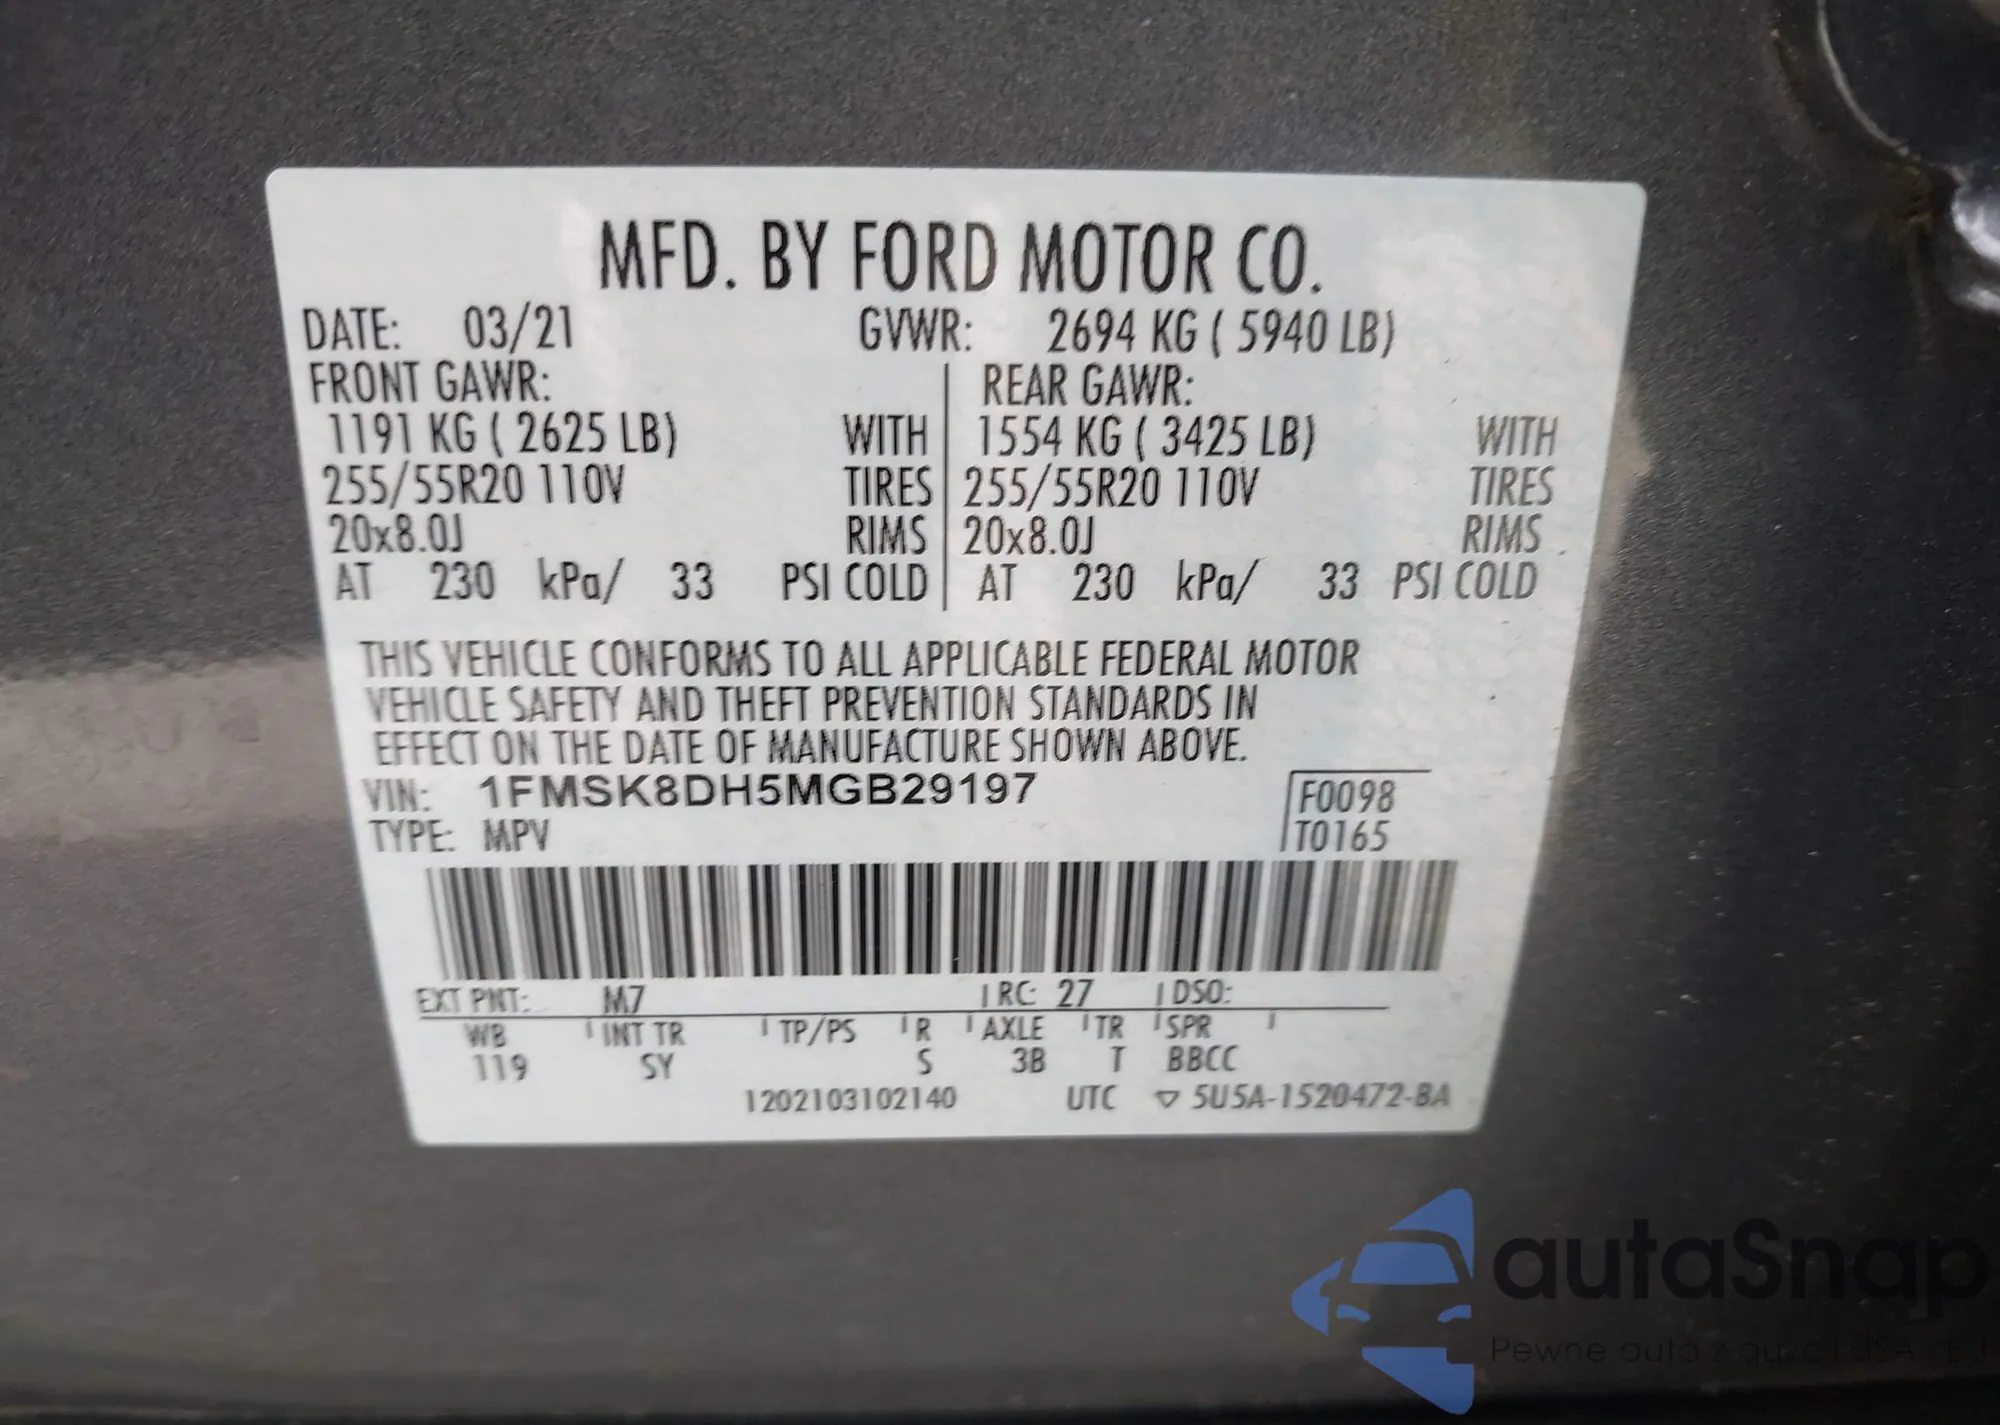 MFD. BY FORD MOTOR CO.
DATE: 03/21 GVWR: 2694 KG ( 5940 LB)
FRONT GAWR: REAR GAWR:
1191 KG ( 2625 LB) WITH 1554 KG ( 3425 LB) WITH
255/55R20 110V TIRES 255/55R20 110V TIRES
20x8.0J RIMS 20x8.0J RIMS
AT 230 kPa/ 33 PSI COLD AT 230 kPa/ 33 PSI COLD
THIS VEHICLE CONFORMS TO ALL APPLICABLE FEDERAL MOTOR
VEHICLE SAFETY AND THEFT PREVENTION STANDARDS IN
EFFECT ON THE DATE OF MANUFACTURE SHOWN ABOVE.
VIN: 1FMSK8DH5MGB29197 F0098
TYPE: MPV T0165
EXT PNT: M7 RC: 27 DSO:
WB INT TR TP/PS R AXLE TR SPR
119 SY S 3B T BBCC
1202103102140 UTC ▽ 5U5A-1520472-BA
autaSnap
Pewne auta z